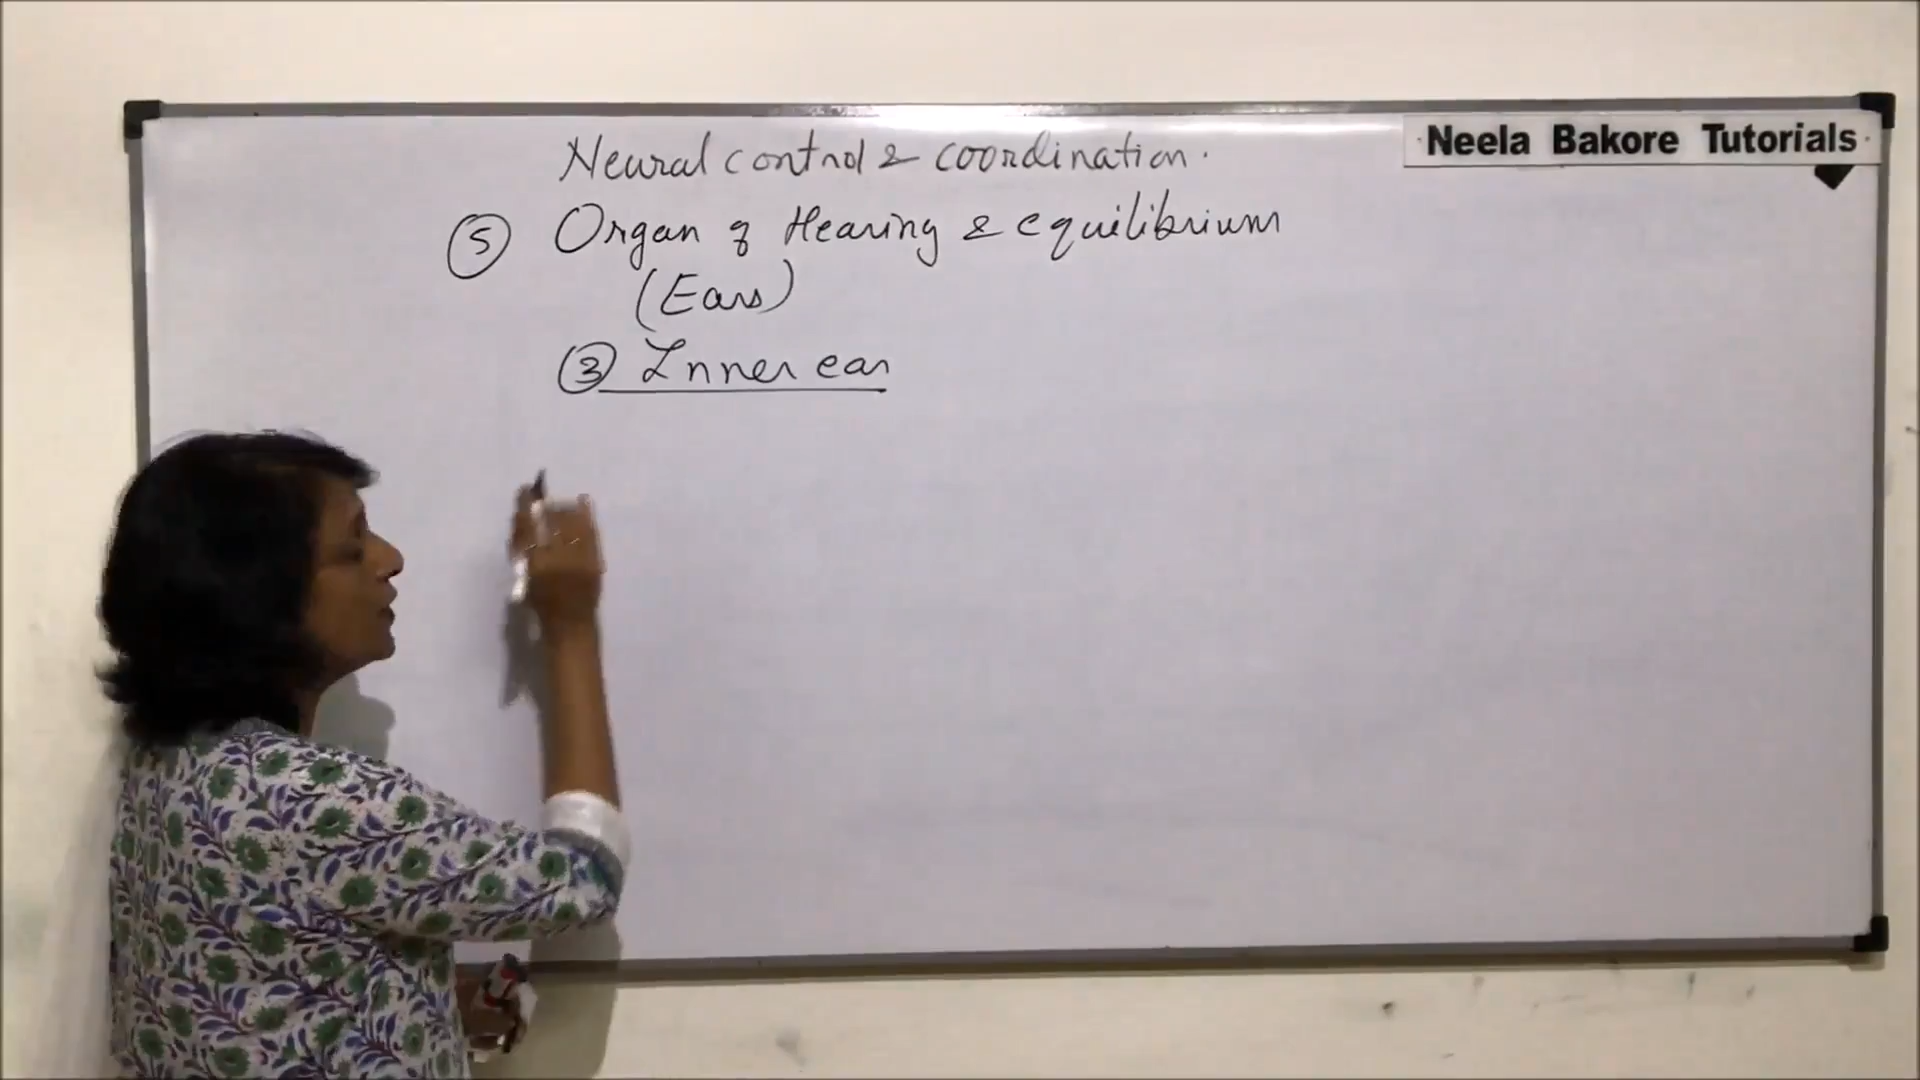 Neela Bakore Tutorials
Neural control & coordination.
⑤ Organ of Hearing & equilibrium
(Ears)
③ Inner ear